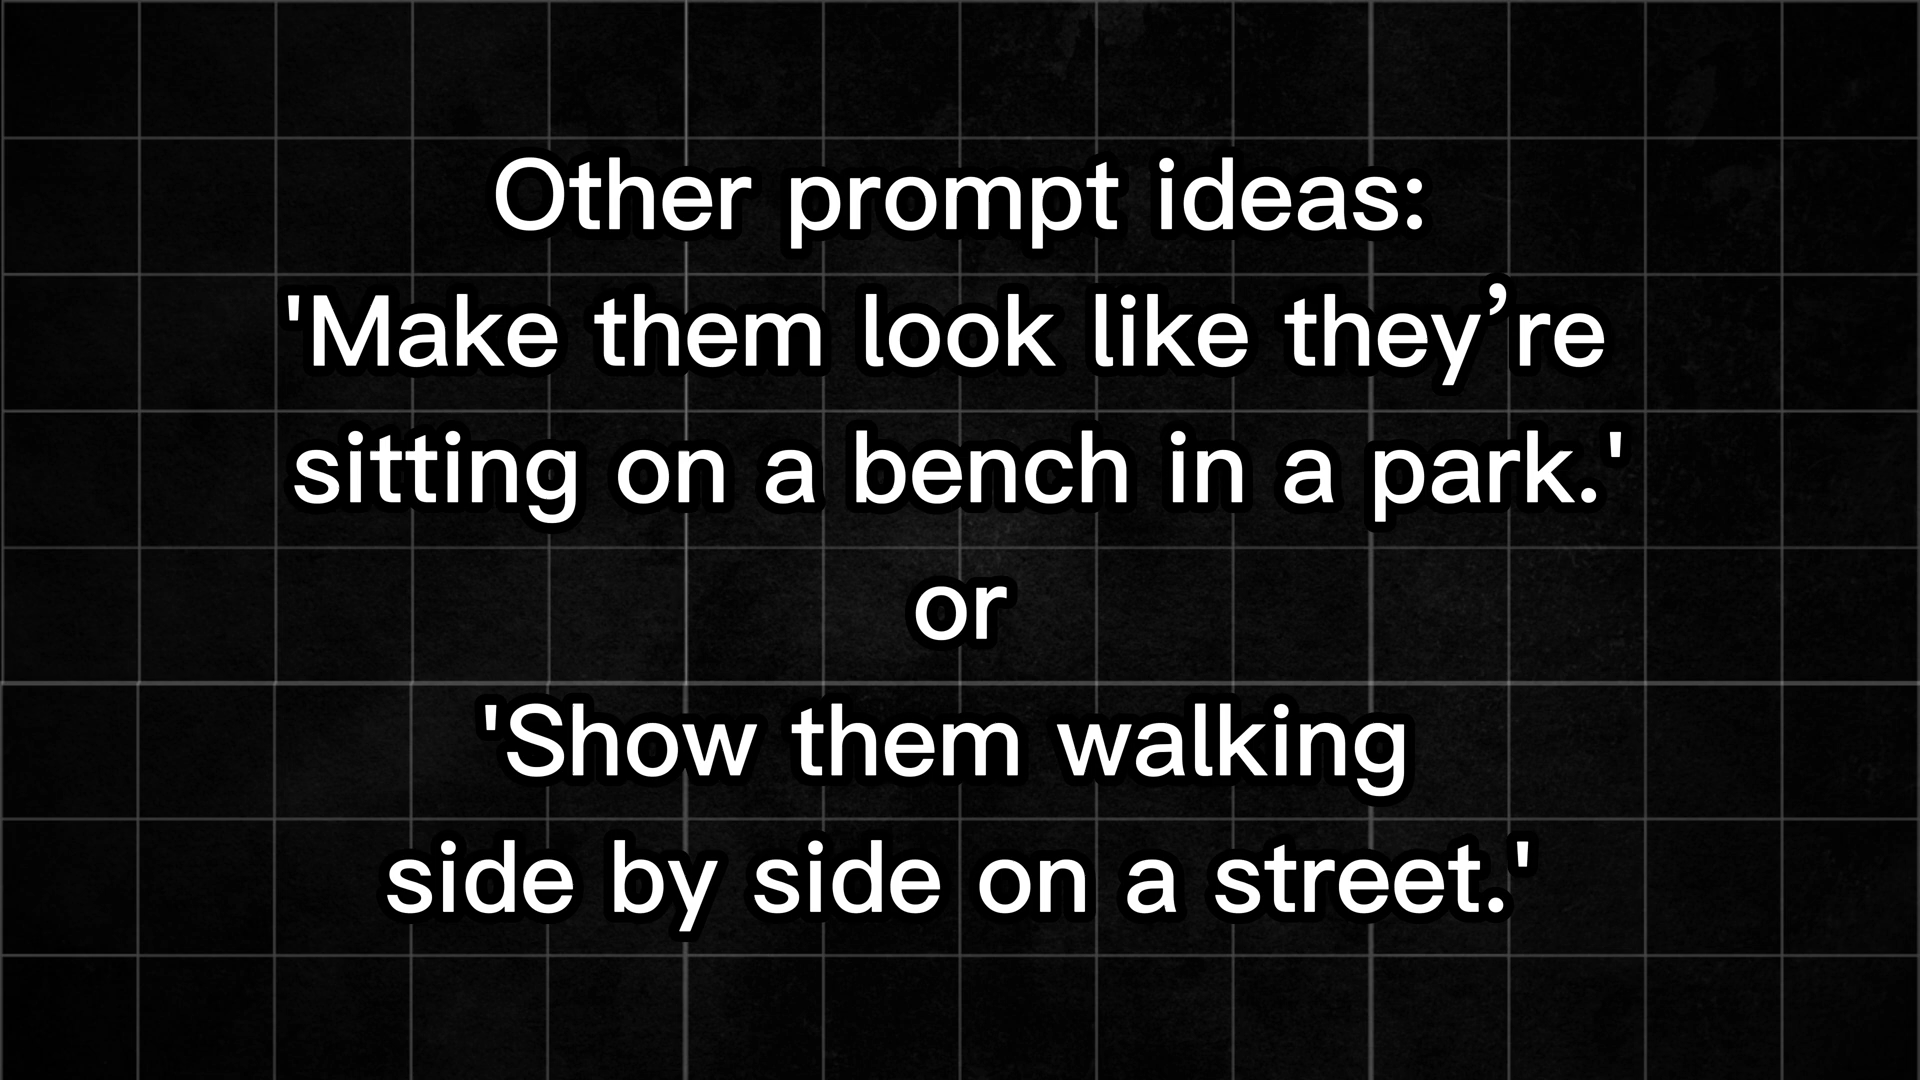 Other prompt ideas:
'Make them look like they’re
sitting on a bench in a park.'
or
'Show them walking
side by side on a street.'